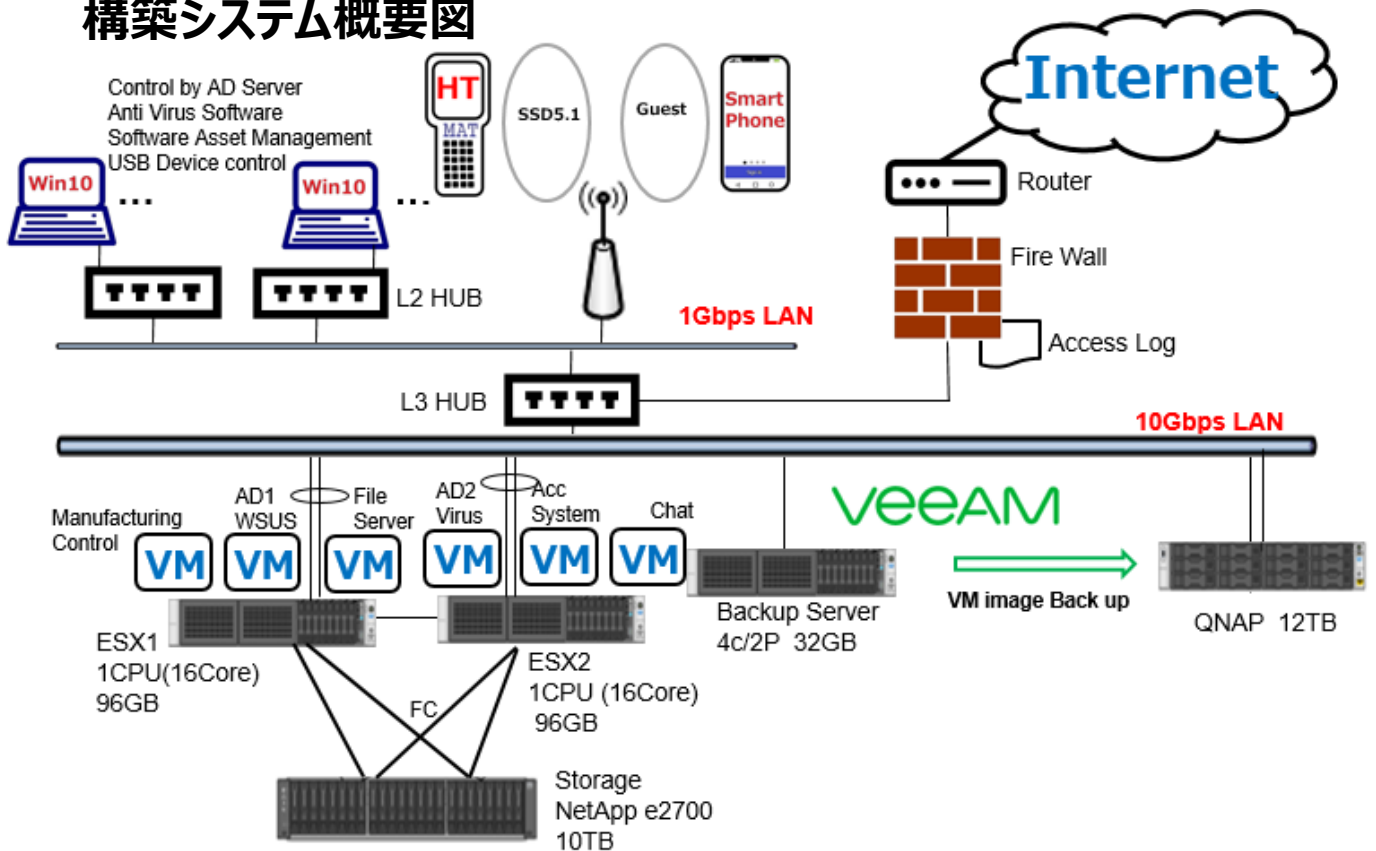 構築システム概要図
Control by AD Server
Anti Virus Software
Software Asset Management
USB Device control
Win10
...
Win10
...
HT
MAT
SSD5.1
Guest
Smart
Phone
Internet
Router
Fire Wall
Access Log
L2 HUB
1Gbps LAN
L3 HUB
10Gbps LAN
Manufacturing
Control
VM
AD1
WSUS
VM
File
Server
VM
AD2
Virus
VM
Acc
System
VM
Chat
VM
veeam
VM image Back up
ESX1
1CPU(16Core)
96GB
ESX2
1CPU (16Core)
96GB
Backup Server
4c/2P 32GB
QNAP 12TB
FC
Storage
NetApp e2700
10TB